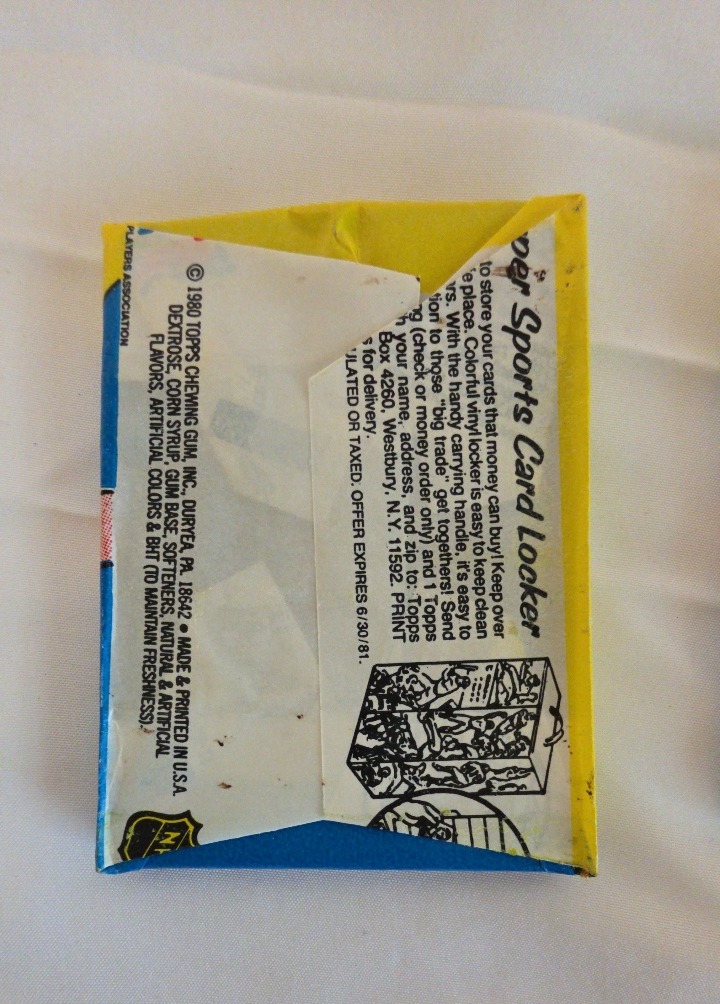 PLAYERS ASSOCIATION
© 1980 TOPPS CHEWING GUM, INC., DURYEA, PA. 18642 • MADE & PRINTED IN U.S.A.
DEXTROSE, CORN SYRUP, GUM BASE, SOFTENERS, NATURAL & ARTIFICIAL
FLAVORS, ARTIFICIAL COLORS & BHT (TO MAINTAIN FRESHNESS).
per Sports Card Locker
to store your cards that money can buy! Keep over
e place. Colorful vinyl locker is easy to keep clean
rs. With the handy carrying handle, it's easy to
tion to those "big trade" get togethers! Send
ng (check or money order only) and 1 Topps
h your name, address, and zip to: Topps
Box 4260, Westbury, N.Y. 11592. PRINT
s for delivery.
ULATED OR TAXED. OFFER EXPIRES 6/30/81.